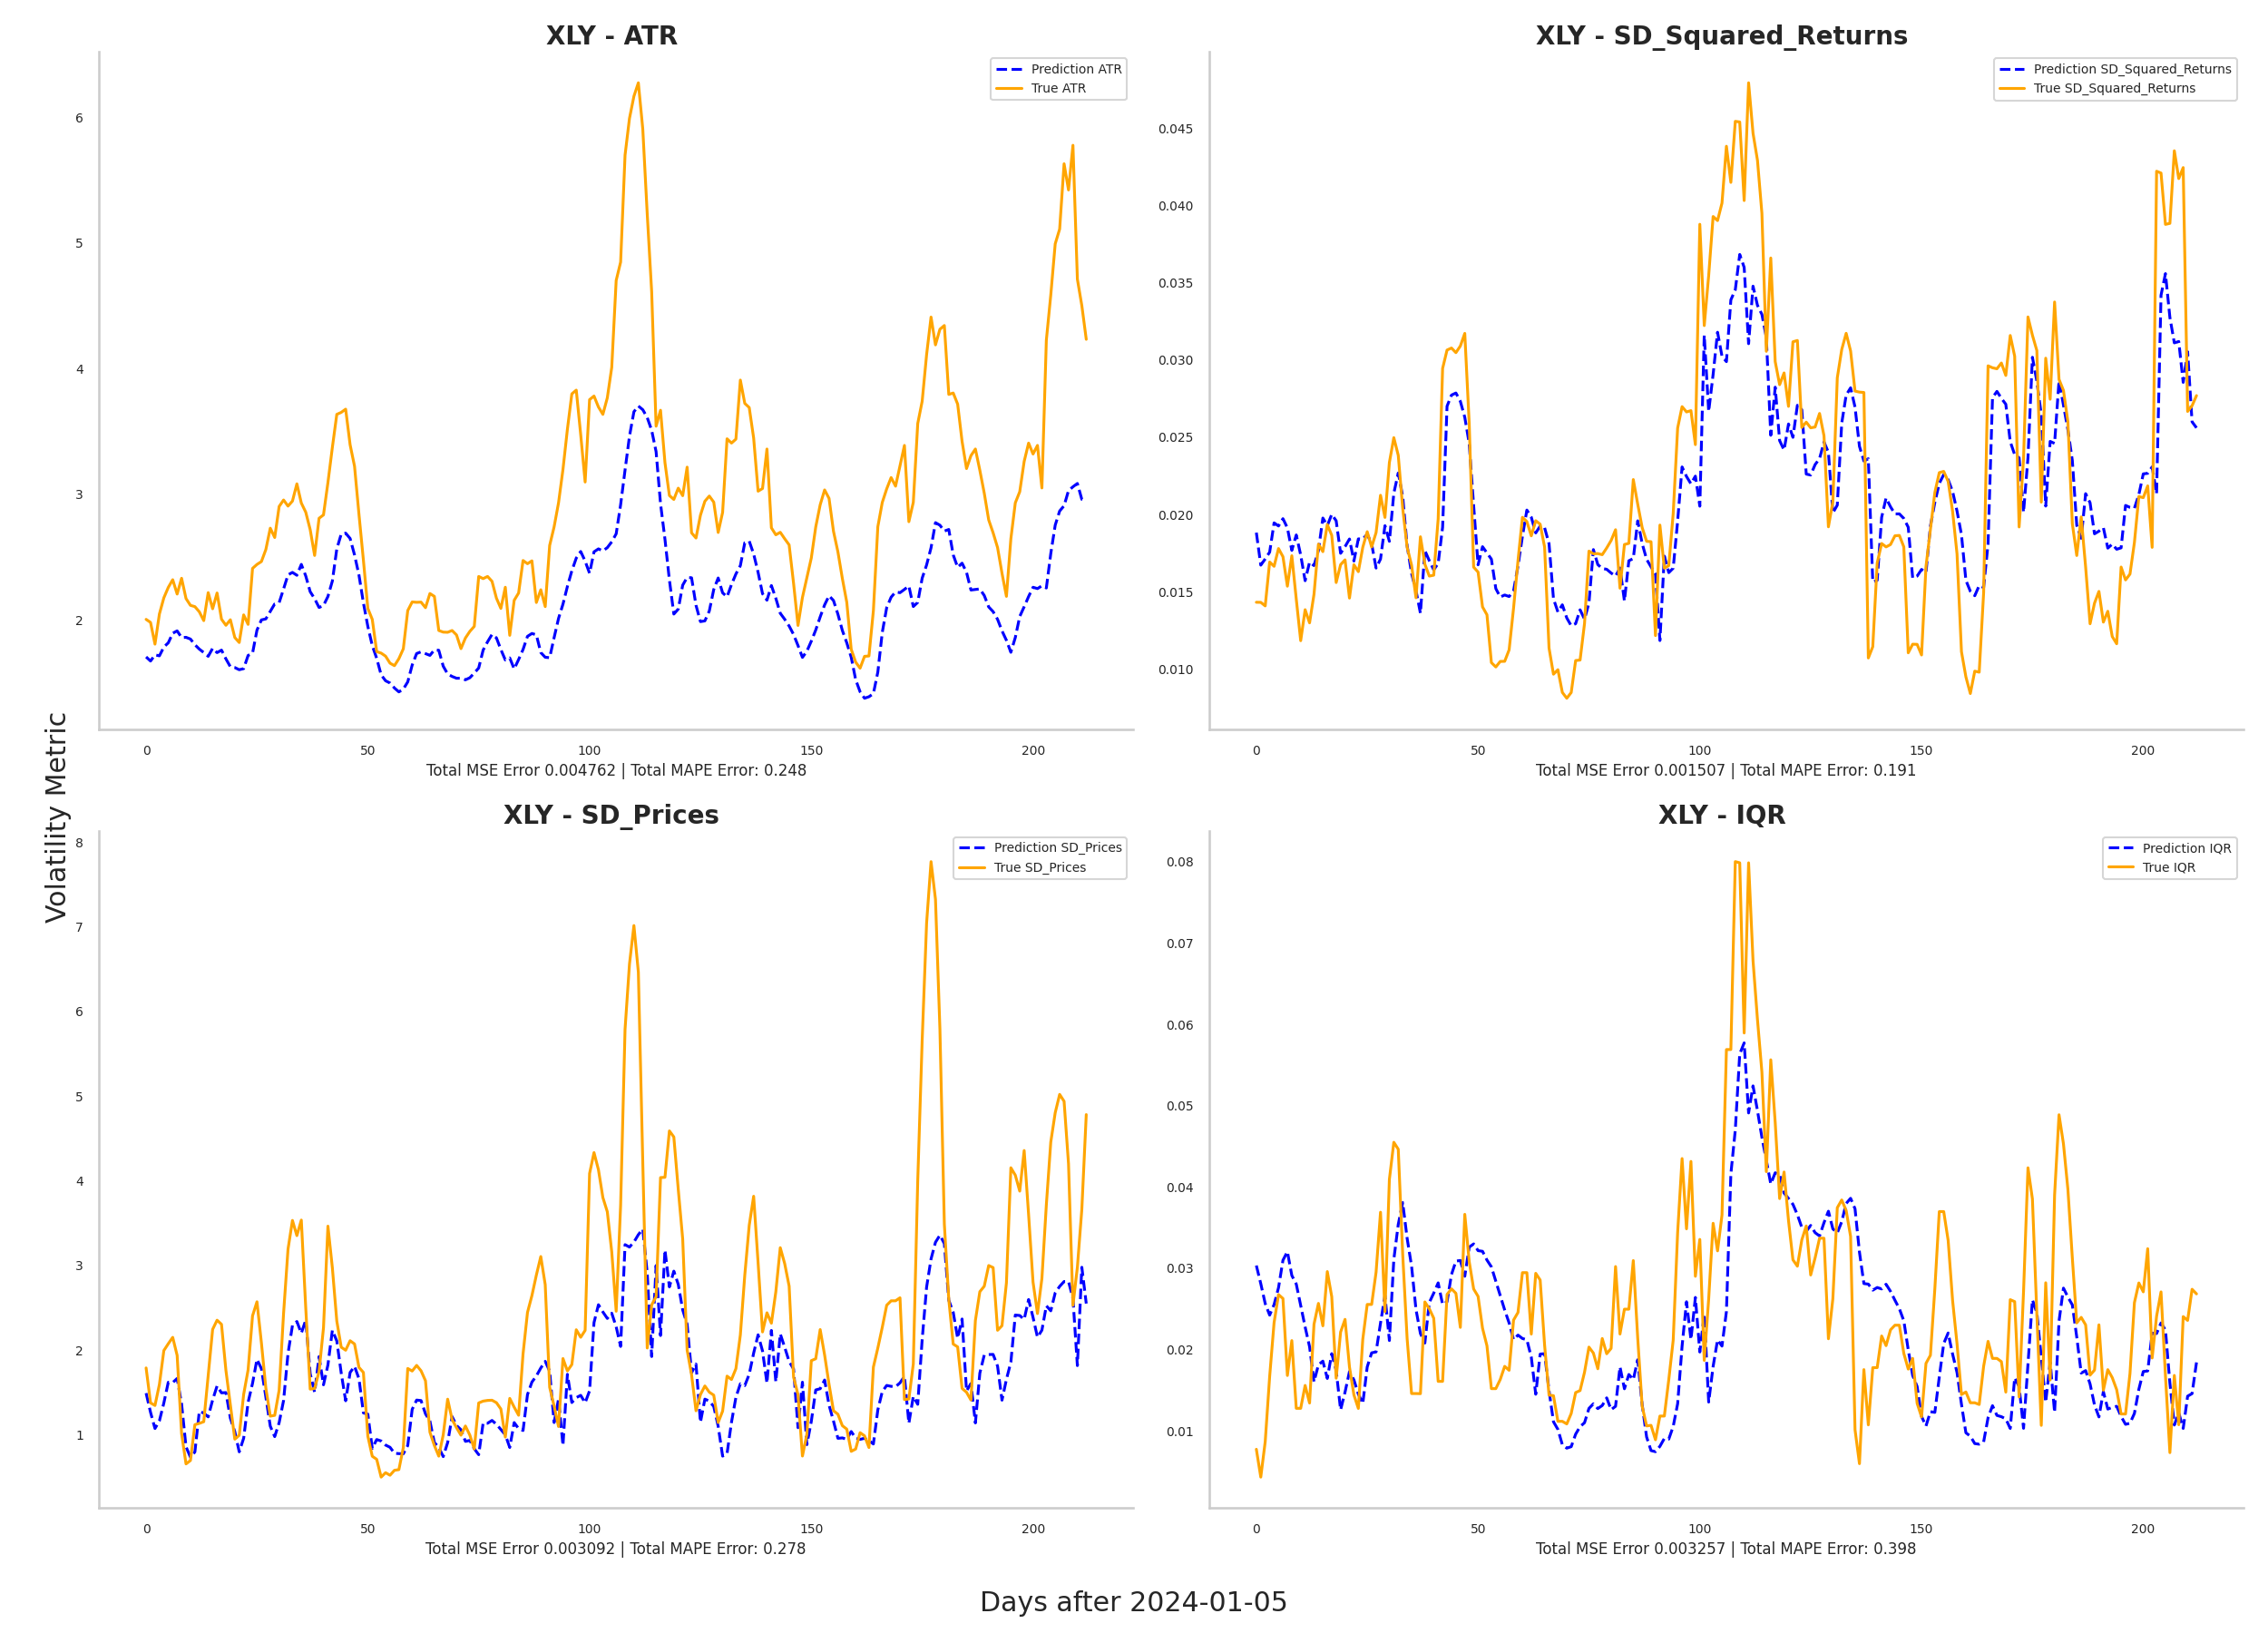 XLY - ATR
Prediction ATR
True ATR
6
5
4
3
2
0 50 100 150 200
Total MSE Error 0.004762 | Total MAPE Error: 0.248
XLY - SD_Squared_Returns
Prediction SD_Squared_Returns
True SD_Squared_Returns
0.045
0.040
0.035
0.030
0.025
0.020
0.015
0.010
0 50 100 150 200
Total MSE Error 0.001507 | Total MAPE Error: 0.191
Volatility Metric
XLY - SD_Prices
Prediction SD_Prices
True SD_Prices
8
7
6
5
4
3
2
1
0 50 100 150 200
Total MSE Error 0.003092 | Total MAPE Error: 0.278
XLY - IQR
Prediction IQR
True IQR
0.08
0.07
0.06
0.05
0.04
0.03
0.02
0.01
0 50 100 150 200
Total MSE Error 0.003257 | Total MAPE Error: 0.398
Days after 2024-01-05